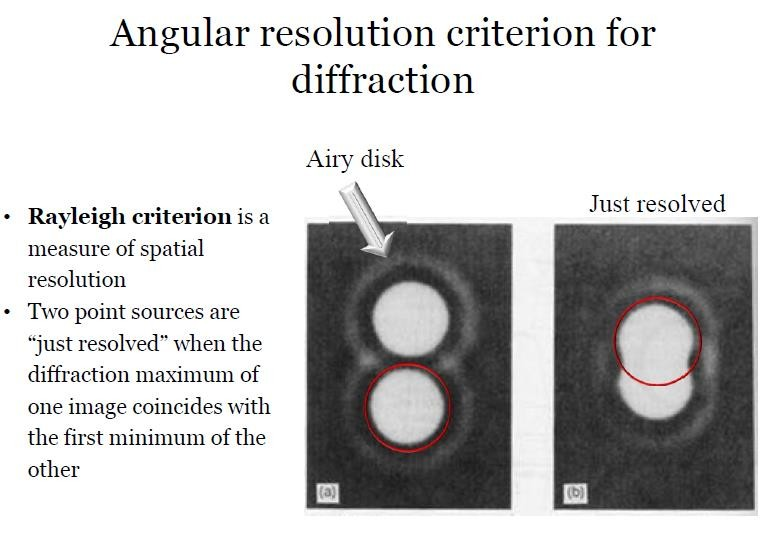 Angular resolution criterion for
diffraction
Airy disk
Just resolved
• Rayleigh criterion is a
measure of spatial
resolution
• Two point sources are
“just resolved” when the
diffraction maximum of
one image coincides with
the first minimum of the
other
(a)
(b)